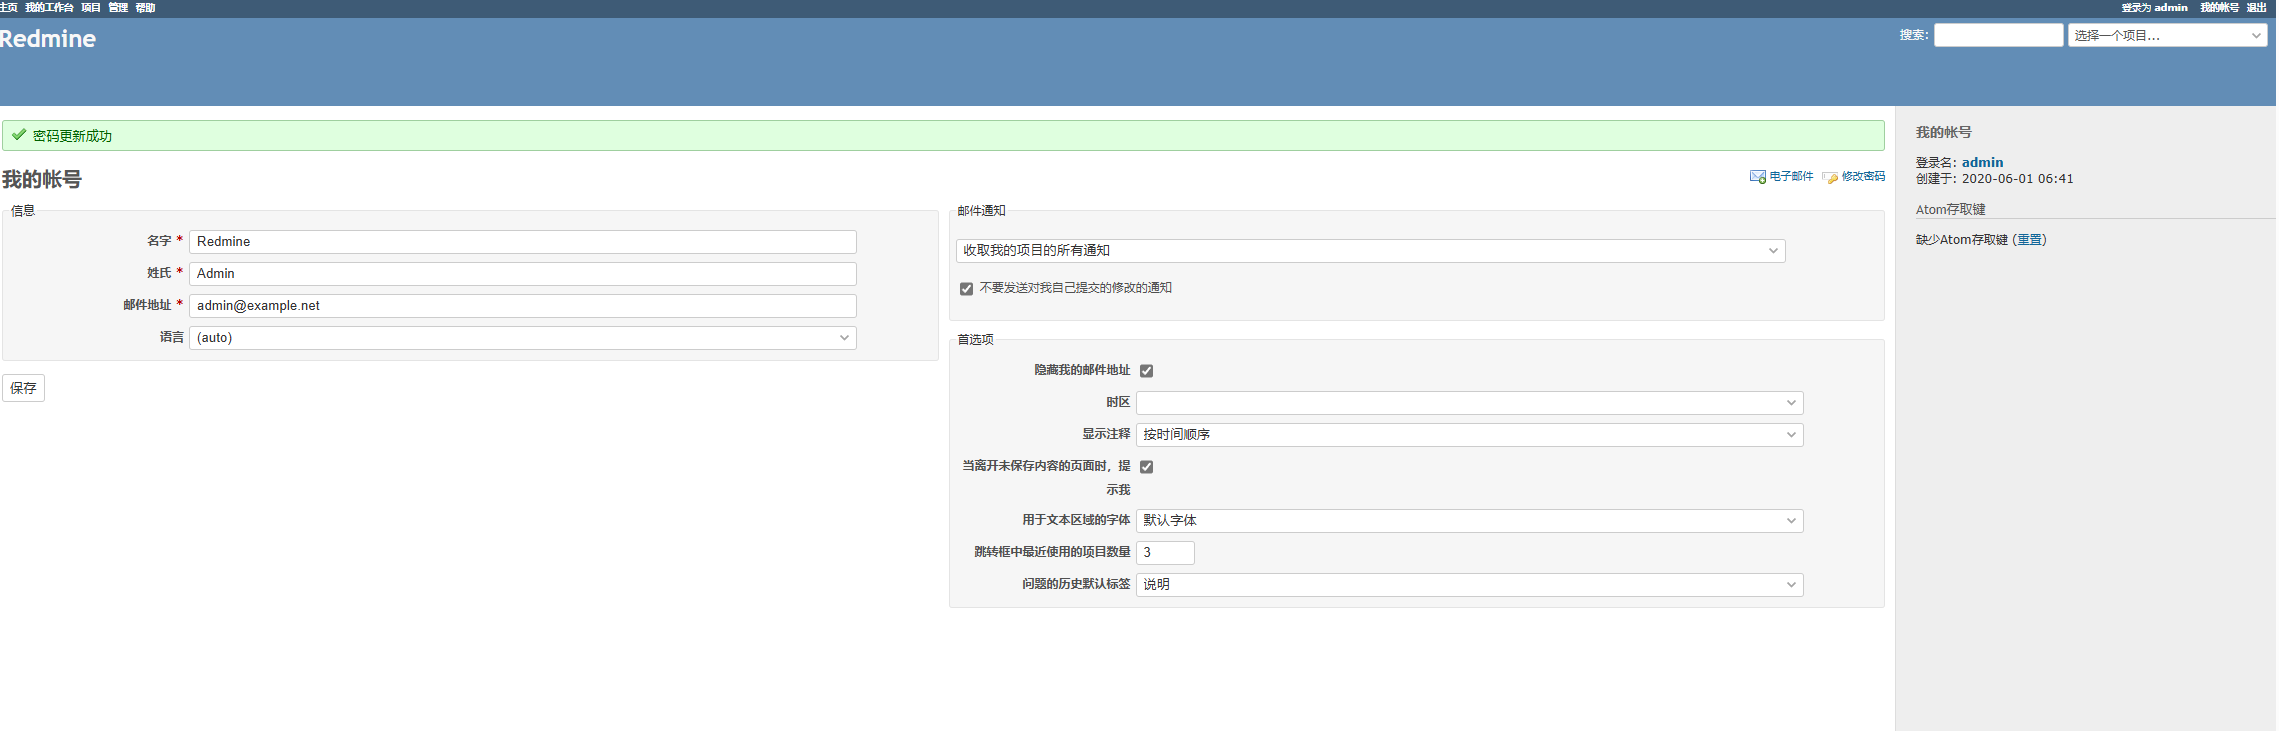 主页 我的工作台 项目 管理 帮助 登录为 admin 我的帐号 退出
Redmine 搜索: 选择一个项目...
密码更新成功
我的帐号
电子邮件 修改密码
信息
名字 * Redmine
姓氏 * Admin
邮件地址 * admin@example.net
语言 (auto)
保存
邮件通知
收取我的项目的所有通知
不要发送对我自己提交的修改的通知
首选项
隐藏我的邮件地址
时区
显示注释 按时间顺序
当离开未保存内容的页面时，提
示我
用于文本区域的字体 默认字体
跳转框中最近使用的项目数量 3
问题的历史默认标签 说明
我的帐号
登录名: admin
创建于: 2020-06-01 06:41
Atom存取键
缺少Atom存取键 (重置)